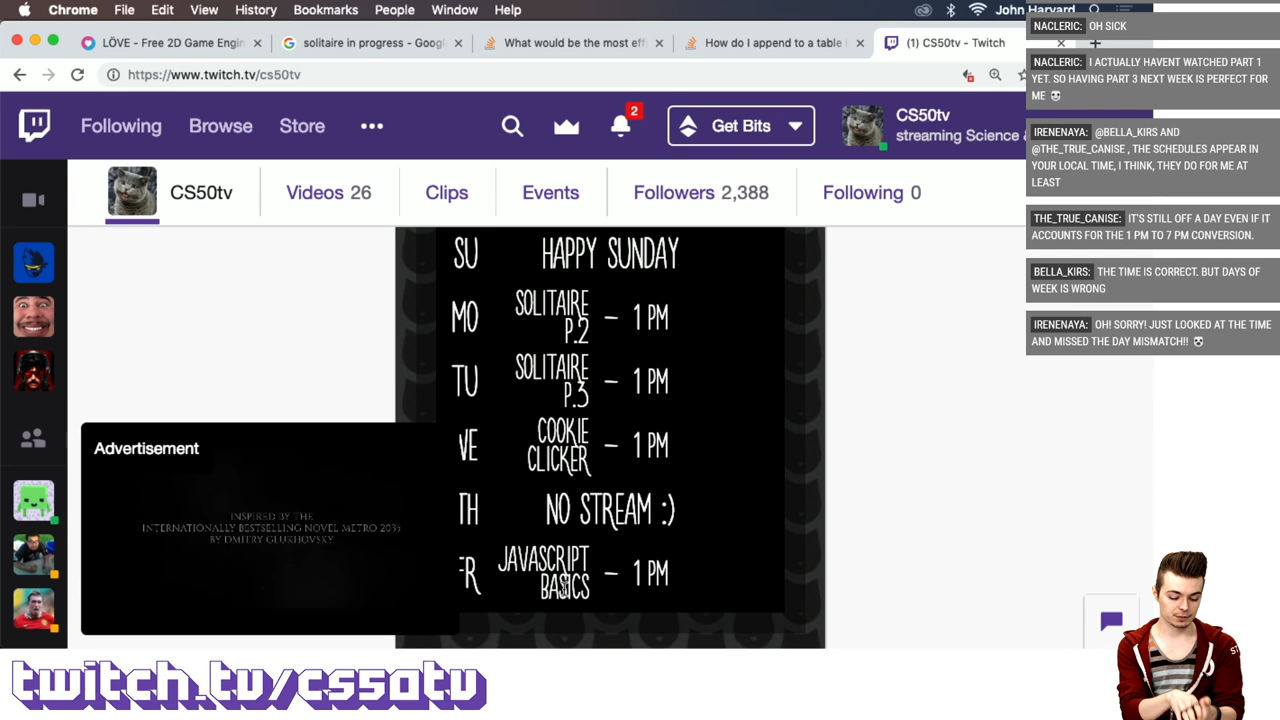 Chrome File Edit View History Bookmarks People Window Help John Harvard
LÖVE - Free 2D Game Engin
solitaire in progress - Googl
What would be the most effi
How do I append to a table i
(1) CS50tv - Twitch
https://www.twitch.tv/cs50tv
Following Browse Store
2
Get Bits
CS50tv
streaming Science &
CS50tv Videos 26 Clips Events Followers 2,388 Following 0
SU HAPPY SUNDAY
MO SOLITAIRE P.2 – 1 PM
TU SOLITAIRE P.3 – 1 PM
WE COOKIE CLICKER – 1 PM
TH NO STREAM :)
FR JAVASCRIPT BASICS – 1 PM
Advertisement
INSPIRED BY THE
INTERNATIONALLY BESTSELLING NOVEL METRO 2035
BY DMITRY GLUKHOVSKY
NACLERIC: OH SICK
NACLERIC: I ACTUALLY HAVENT WATCHED PART 1
YET. SO HAVING PART 3 NEXT WEEK IS PERFECT FOR
ME
IRENENAYA: @BELLA_KIRS AND
@THE_TRUE_CANISE , THE SCHEDULES APPEAR IN
YOUR LOCAL TIME, I THINK, THEY DO FOR ME AT
LEAST
THE_TRUE_CANISE: IT'S STILL OFF A DAY EVEN IF IT
ACCOUNTS FOR THE 1 PM TO 7 PM CONVERSION.
BELLA_KIRS: THE TIME IS CORRECT. BUT DAYS OF
WEEK IS WRONG
IRENENAYA: OH! SORRY! JUST LOOKED AT THE TIME
AND MISSED THE DAY MISMATCH!!
twitch.tv/cs50tv